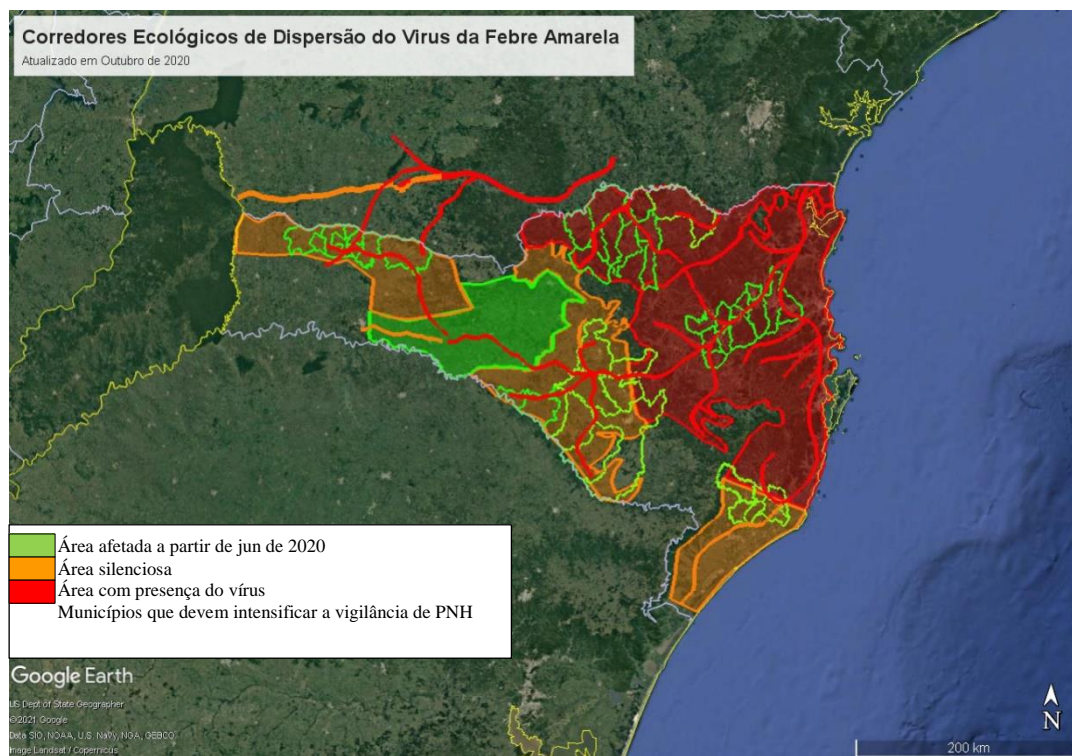 Corredores Ecológicos de Dispersão do Virus da Febre Amarela
Atualizado em Outubro de 2020
Área afetada a partir de jun de 2020
Área silenciosa
Área com presença do vírus
Municípios que devem intensificar a vigilância de PNH
Google Earth
US Dept of State Geographer
©2021 Google
Data SIO, NOAA, U.S. Navy, NGA, GEBCO
Image Landsat / Copernicus
N
200 km